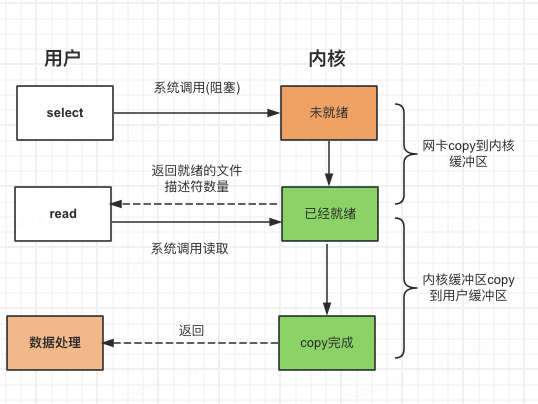 用户
内核
系统调用(阻塞)
select
未就绪
网卡copy到内核
缓冲区
返回就绪的文件
描述符数量
read
已经就绪
系统调用读取
内核缓冲区copy
到用户缓冲区
返回
数据处理
copy完成